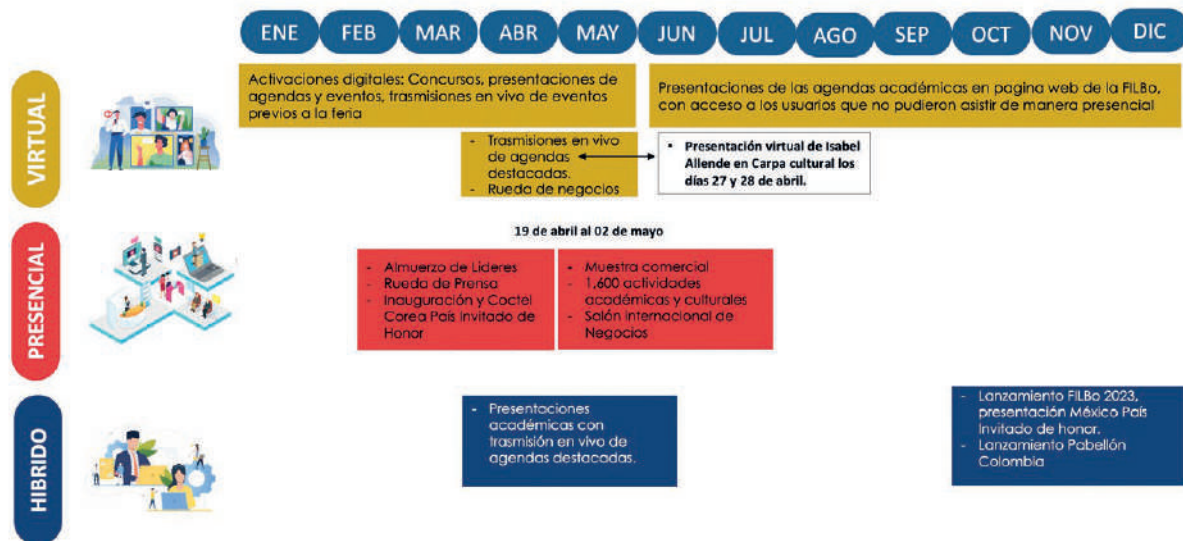 ENE FEB MAR ABR MAY JUN JUL AGO SEP OCT NOV DIC
VIRTUAL
Activaciones digitales: Concursos, presentaciones de
agendas y eventos, trasmisiones en vivo de eventos
previos a la feria
Presentaciones de las agendas académicas en pagina web de la FILBo,
con acceso a los usuarios que no pudieron asistir de manera presencial
- Trasmisiones en vivo
de agendas
destacadas.
- Rueda de negocios
• Presentación virtual de Isabel
Allende en Carpa cultural los
días 27 y 28 de abril.
PRESENCIAL
19 de abril al 02 de mayo
- Almuerzo de Lideres
- Rueda de Prensa
- Inauguración y Coctel
Corea País Invitado de
Honor
- Muestra comercial
- 1,600 actividades
académicas y culturales
- Salón Internacional de
Negocios
HIBRIDO
- Presentaciones
académicas con
trasmisión en vivo de
agendas destacadas.
- Lanzamiento FILBo 2023,
presentación México País
Invitado de honor.
- Lanzamiento Pabellón
Colombia